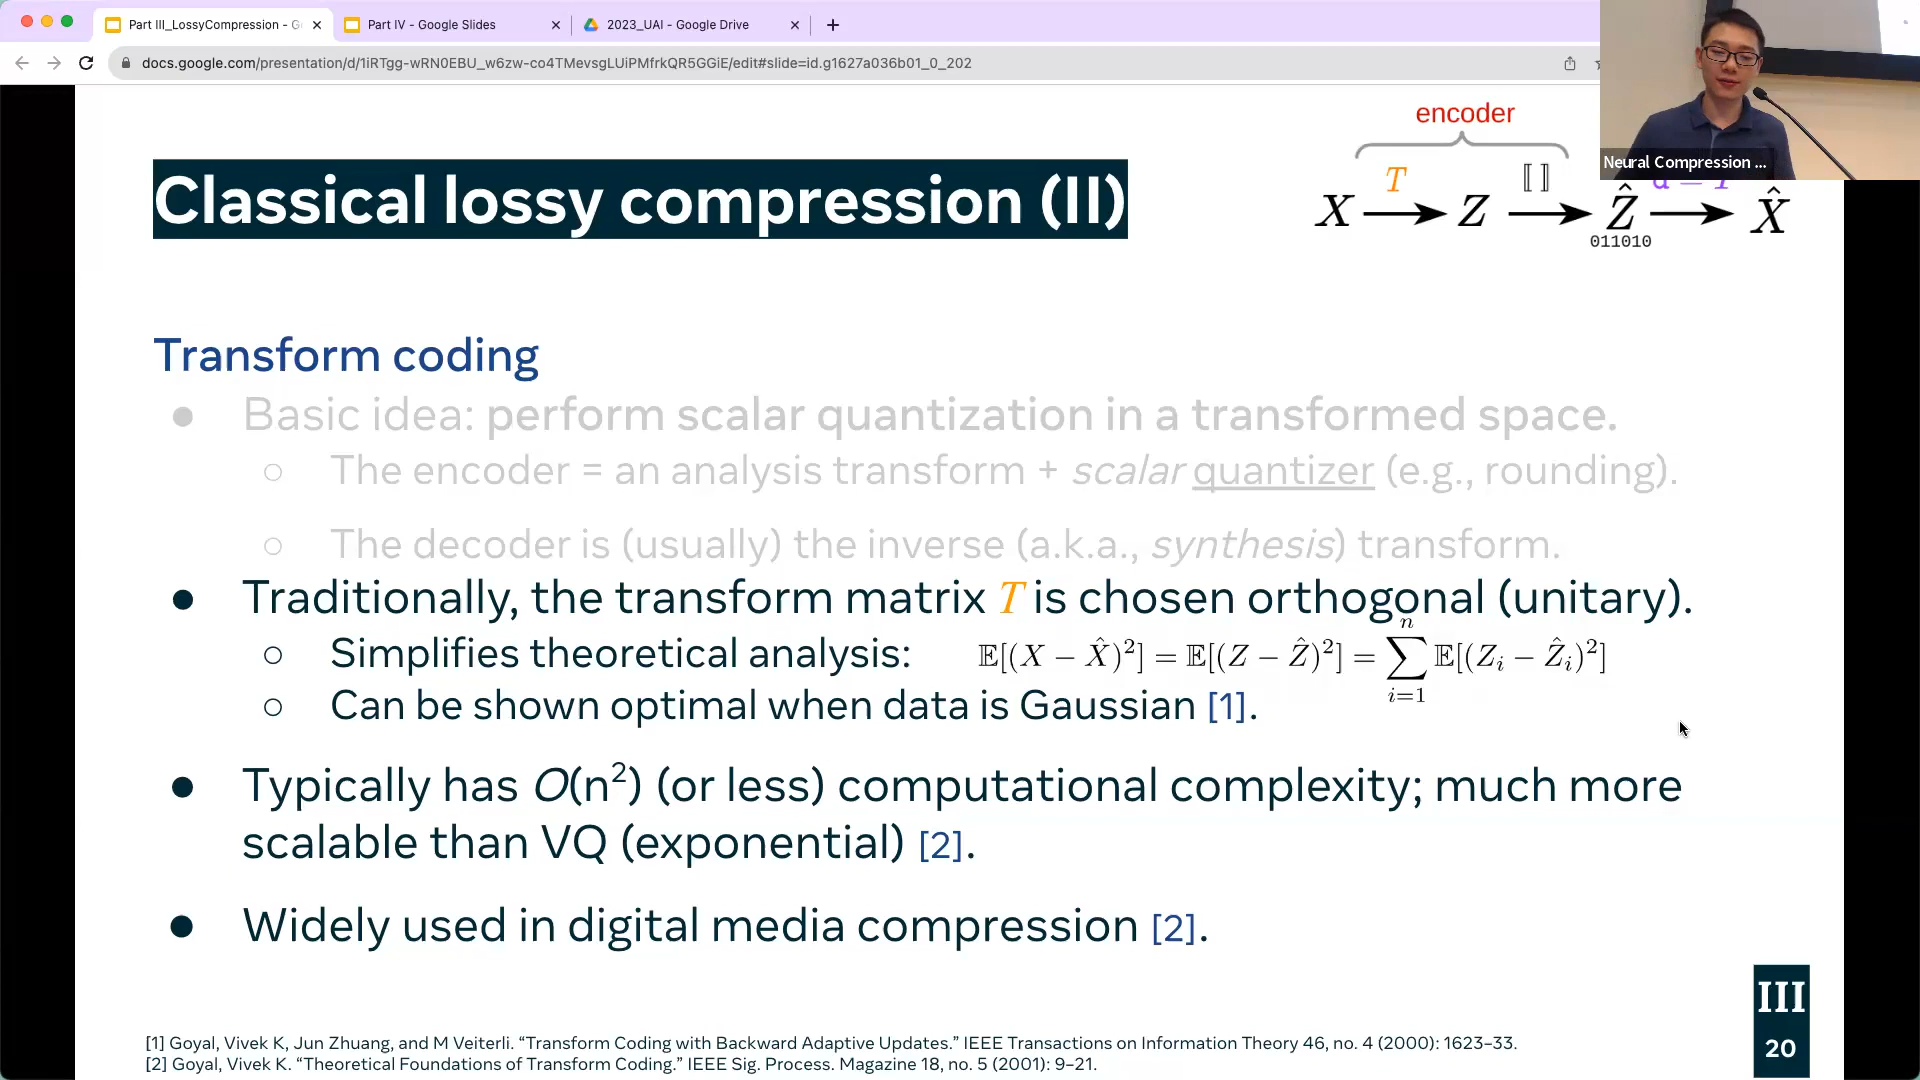 Part III_LossyCompression - G
Part IV - Google Slides
2023_UAI - Google Drive
docs.google.com/presentation/d/1iRTgg-wRN0EBU_w6zw-co4TMevsgLUiPMfrkQR5GGiE/edit#slide=id.g1627a036b01_0_202
Neural Compression ...
encoder
T ⟦ ⟧
X → Z → Ẑ → X̂
011010
Classical lossy compression (II)
Transform coding
● Basic idea: perform scalar quantization in a transformed space.
○ The encoder = an analysis transform + scalar quantizer (e.g., rounding).
○ The decoder is (usually) the inverse (a.k.a., synthesis) transform.
● Traditionally, the transform matrix T is chosen orthogonal (unitary).
○ Simplifies theoretical analysis: 𝔼[(X − X̂)²] = 𝔼[(Z − Ẑ)²] = ∑ⁿᵢ₌₁ 𝔼[(Zᵢ − Ẑᵢ)²]
○ Can be shown optimal when data is Gaussian [1].
● Typically has O(n²) (or less) computational complexity; much more
scalable than VQ (exponential) [2].
● Widely used in digital media compression [2].
III
20
[1] Goyal, Vivek K, Jun Zhuang, and M Veiterli. “Transform Coding with Backward Adaptive Updates.” IEEE Transactions on Information Theory 46, no. 4 (2000): 1623–33.
[2] Goyal, Vivek K. “Theoretical Foundations of Transform Coding.” IEEE Sig. Process. Magazine 18, no. 5 (2001): 9–21.